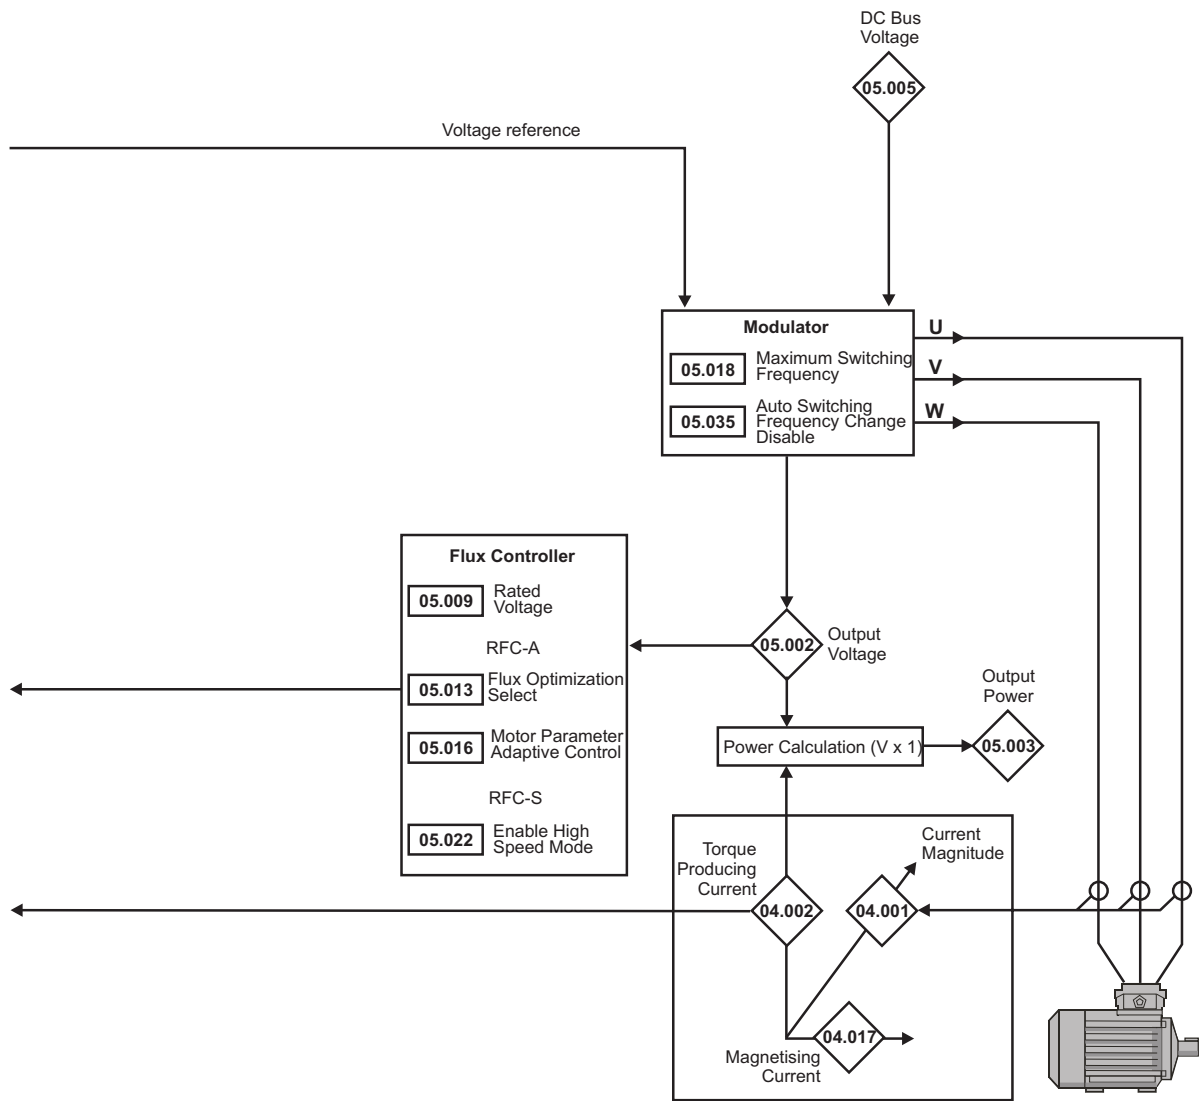 DC Bus
Voltage
05.005
Voltage reference
Modulator
05.018
Maximum Switching
Frequency
05.035
Auto Switching
Frequency Change
Disable
U
V
W
Flux Controller
05.009
Rated
Voltage
RFC-A
05.013
Flux Optimization
Select
05.016
Motor Parameter
Adaptive Control
RFC-S
05.022
Enable High
Speed Mode
05.002
Output
Voltage
Output
Power
Power Calculation (V x 1)
05.003
Torque
Producing
Current
04.002
Current
Magnitude
04.001
04.017
Magnetising
Current